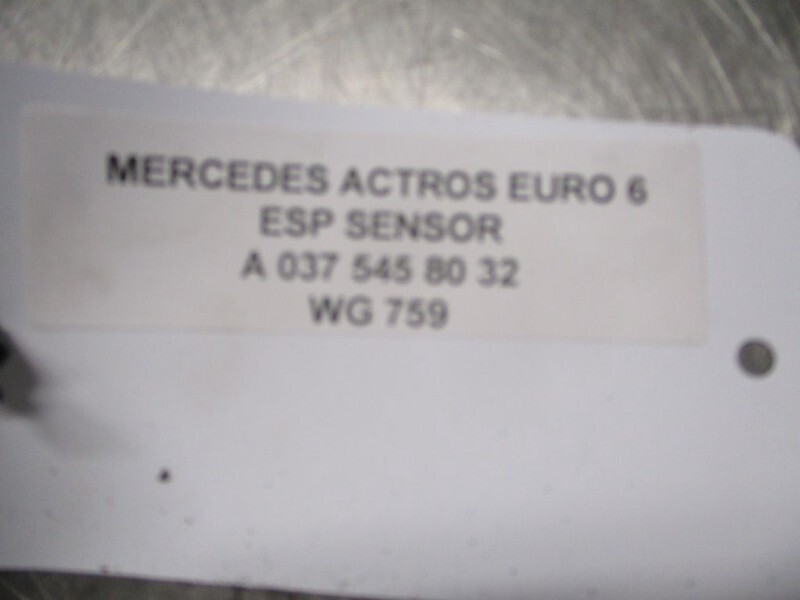 MERCEDES ACTROS EURO 6
ESP SENSOR
A 037 545 80 32
WG 759